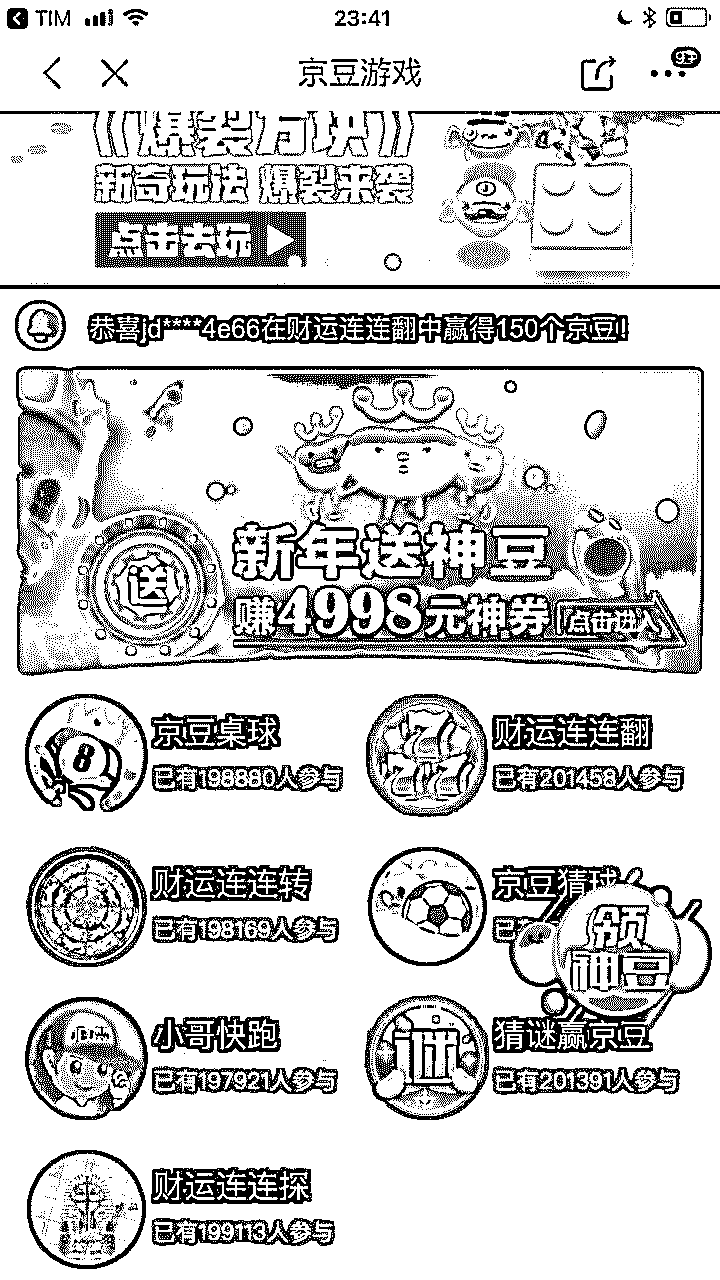 TIM
23:41
京豆游戏
93
《爆裂方块》
新奇玩法 爆裂来袭
点击去玩
恭喜jd****4e66在财运连连翻中赢得150个京豆!
送
新年送神豆
赚4998元神券
点击进入
京豆桌球
已有198880人参与
8
财运连连翻
已有201458人参与
777
财运连连转
已有198169人参与
京豆猜球
已有
领
神豆
小哥快跑
已有197921人参与
谜
猜谜赢京豆
已有201391人参与
财运连连探
已有199113人参与